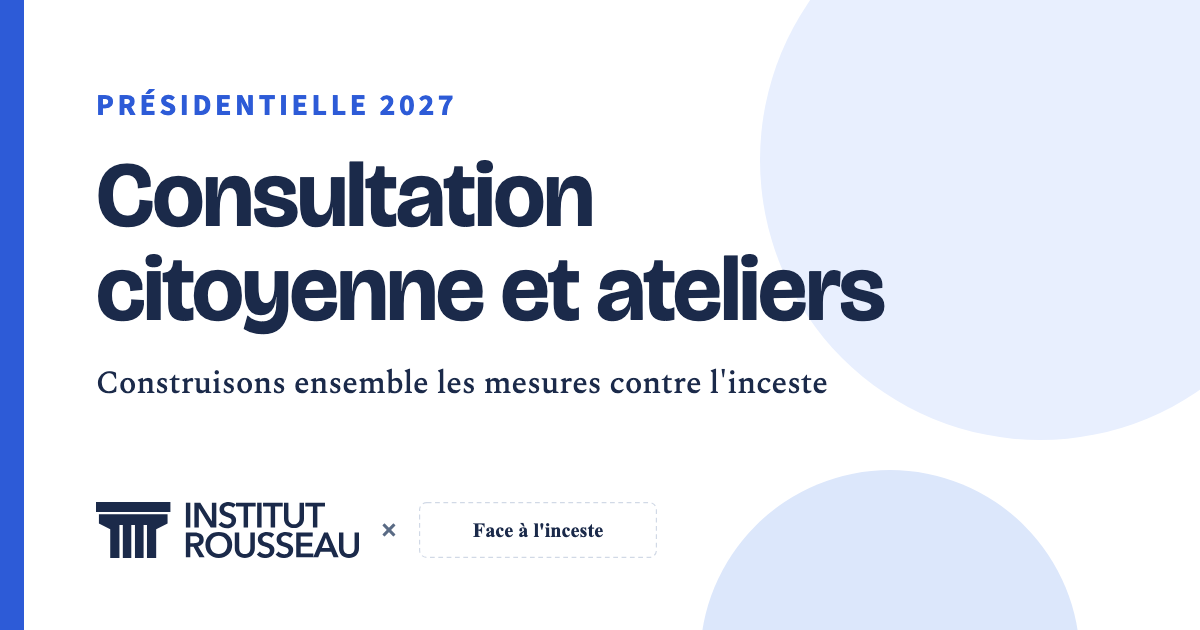 PRÉSIDENTIELLE 2027
Consultation
citoyenne et ateliers
Construisons ensemble les mesures contre l'inceste
INSTITUT
ROUSSEAU
×
Face à l'inceste